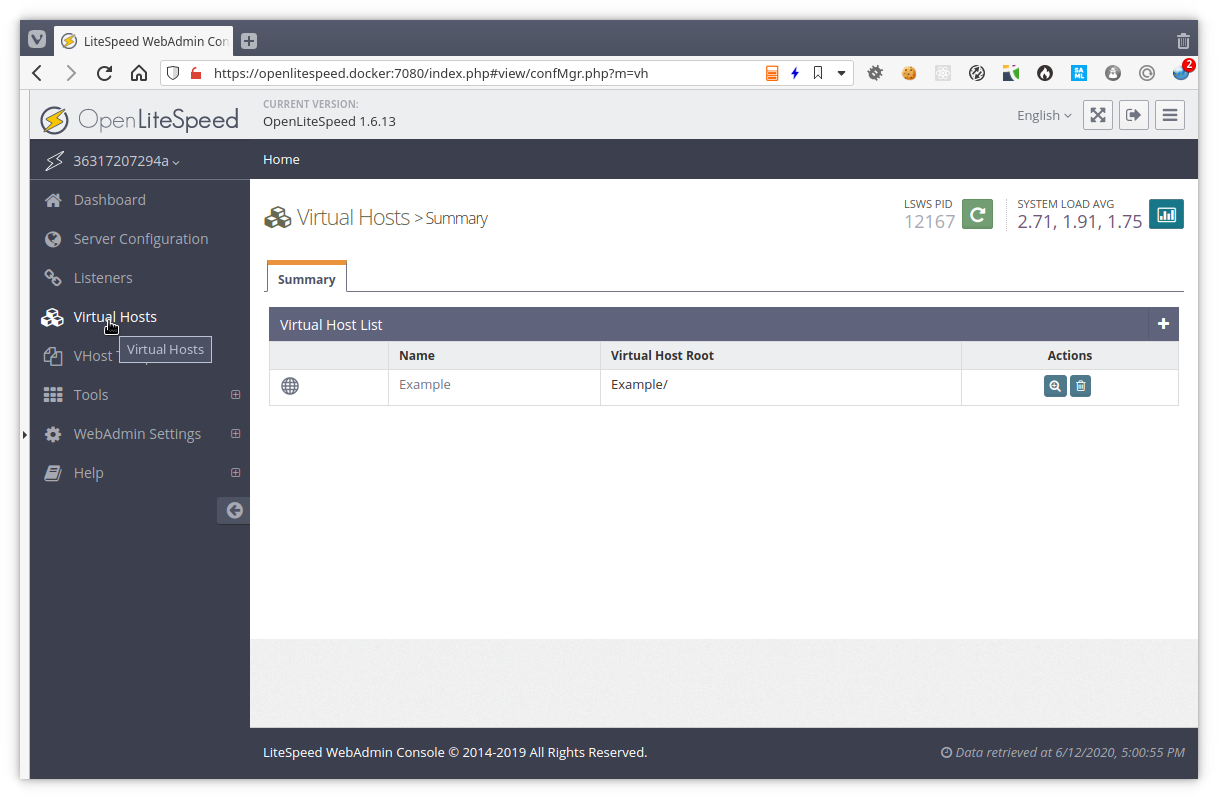 LiteSpeed WebAdmin Con
https://openlitespeed.docker:7080/index.php#view/confMgr.php?m=vh
SA
ML
2
OpenLiteSpeed
CURRENT VERSION:
OpenLiteSpeed 1.6.13
English
36317207294a
Home
Dashboard
Server Configuration
Listeners
Virtual Hosts
Virtual Hosts
VHost
Tools
WebAdmin Settings
Help
Virtual Hosts > Summary
LSWS PID
12167
SYSTEM LOAD AVG
2.71, 1.91, 1.75
Summary
Virtual Host List
Name Virtual Host Root Actions
Example Example/
LiteSpeed WebAdmin Console © 2014-2019 All Rights Reserved.
Data retrieved at 6/12/2020, 5:00:55 PM